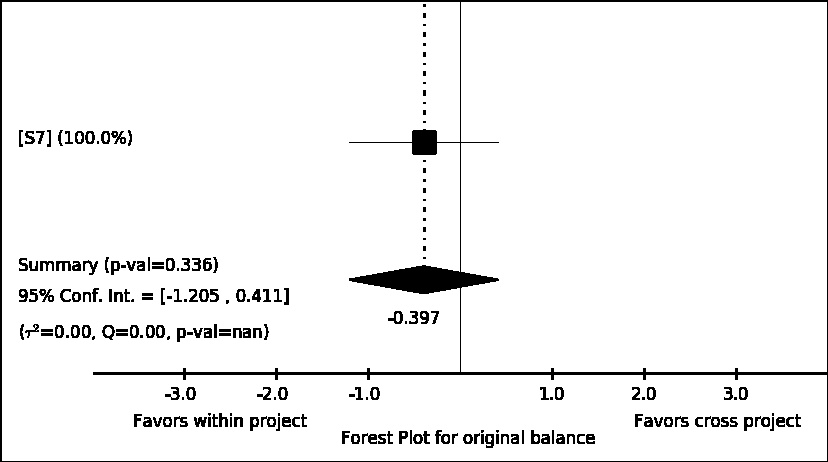 [S7] (100.0%)
Summary (p-val=0.336)
95% Conf. Int. = [-1.205 , 0.411]
-0.397
(τ²=0.00, Q=0.00, p-val=nan)
-3.0 -2.0 -1.0 1.0 2.0 3.0
Favors within project Favors cross project
Forest Plot for original balance